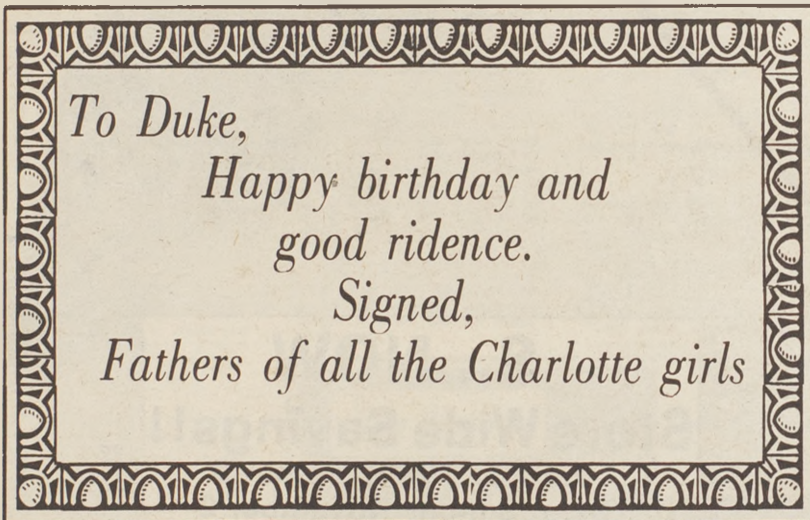 To Duke,
Happy birthday and
good ridence.
Signed,
Fathers of all the Charlotte girls